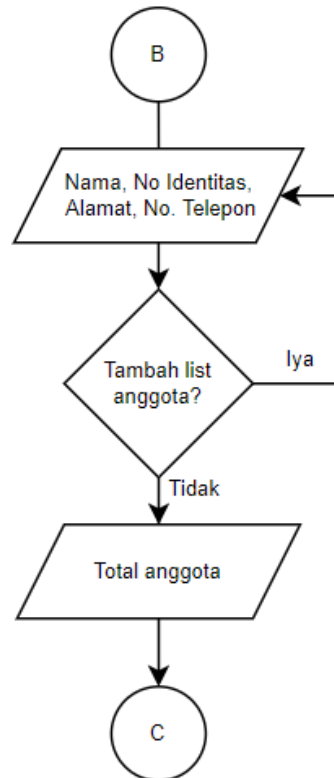 B
Nama, No Identitas,
Alamat, No. Telepon
Tambah list
anggota?
Iya
Tidak
Total anggota
C